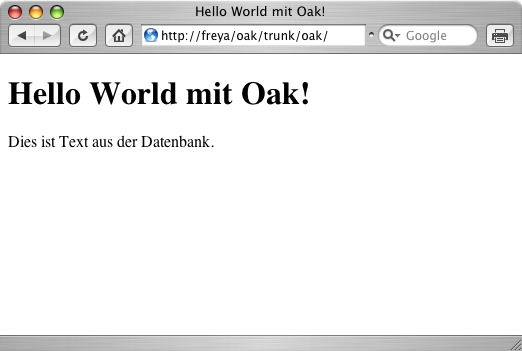 Hello World mit Oak!
http://freya/oak/trunk/oak/
Google
Hello World mit Oak!
Dies ist Text aus der Datenbank.